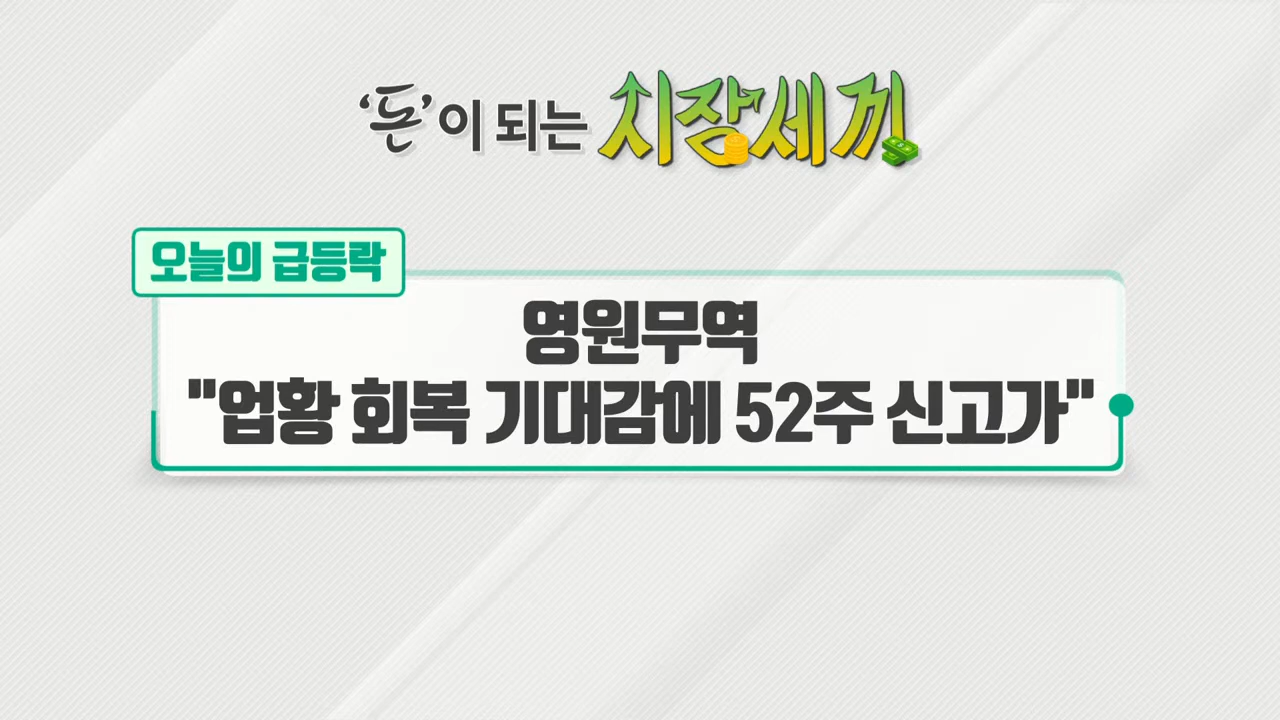 ‘돈’이 되는 시장세끼
오늘의 급등락
영원무역
"업황 회복 기대감에 52주 신고가"